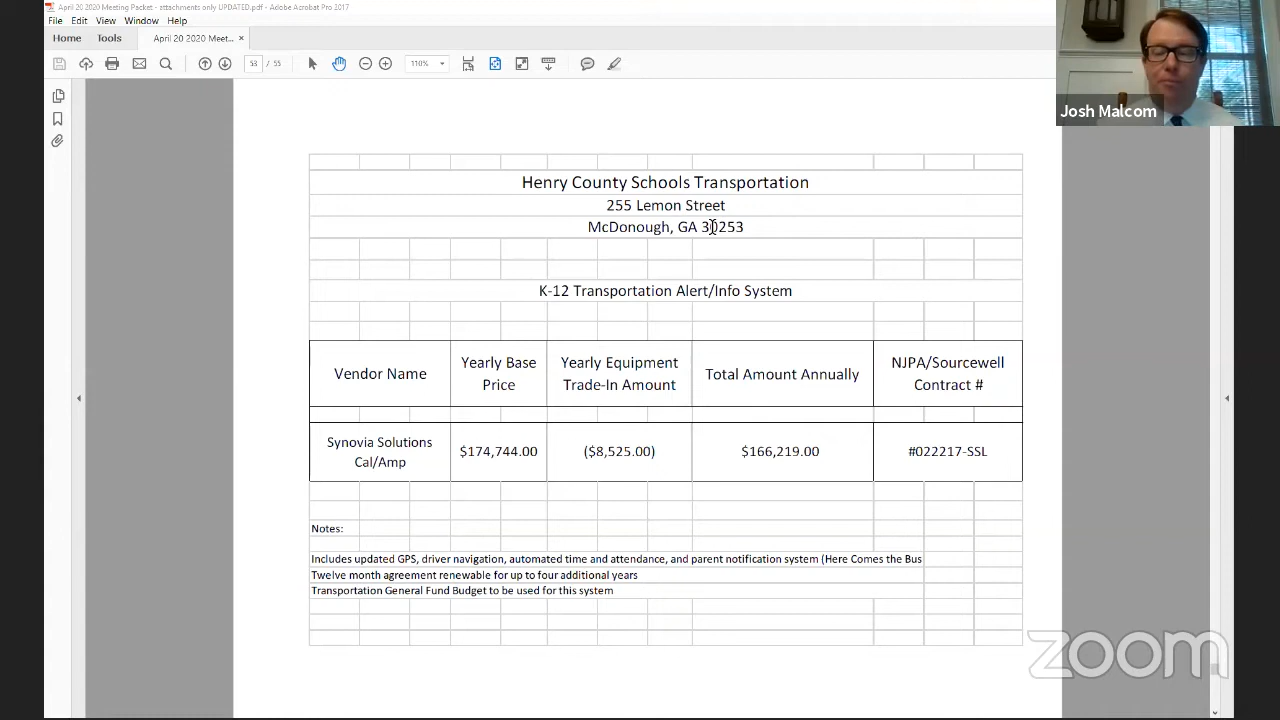 April 20 2020 Meeting Packet - attachments only UPDATED.pdf - Adobe Acrobat Pro 2017
File Edit View Window Help
Home Tools April 20 2020 Meet... ×
53 / 55 110%
Josh Malcom
Henry County Schools Transportation
255 Lemon Street
McDonough, GA 30253
K-12 Transportation Alert/Info System
Vendor Name
Yearly Base
Price
Yearly Equipment
Trade-In Amount
Total Amount Annually
NJPA/Sourcewell
Contract #
Synovia Solutions
Cal/Amp
$174,744.00
($8,525.00)
$166,219.00
#022217-SSL
Notes:
Includes updated GPS, driver navigation, automated time and attendance, and parent notification system (Here Comes the Bus
Twelve month agreement renewable for up to four additional years
Transportation General Fund Budget to be used for this system
zoom